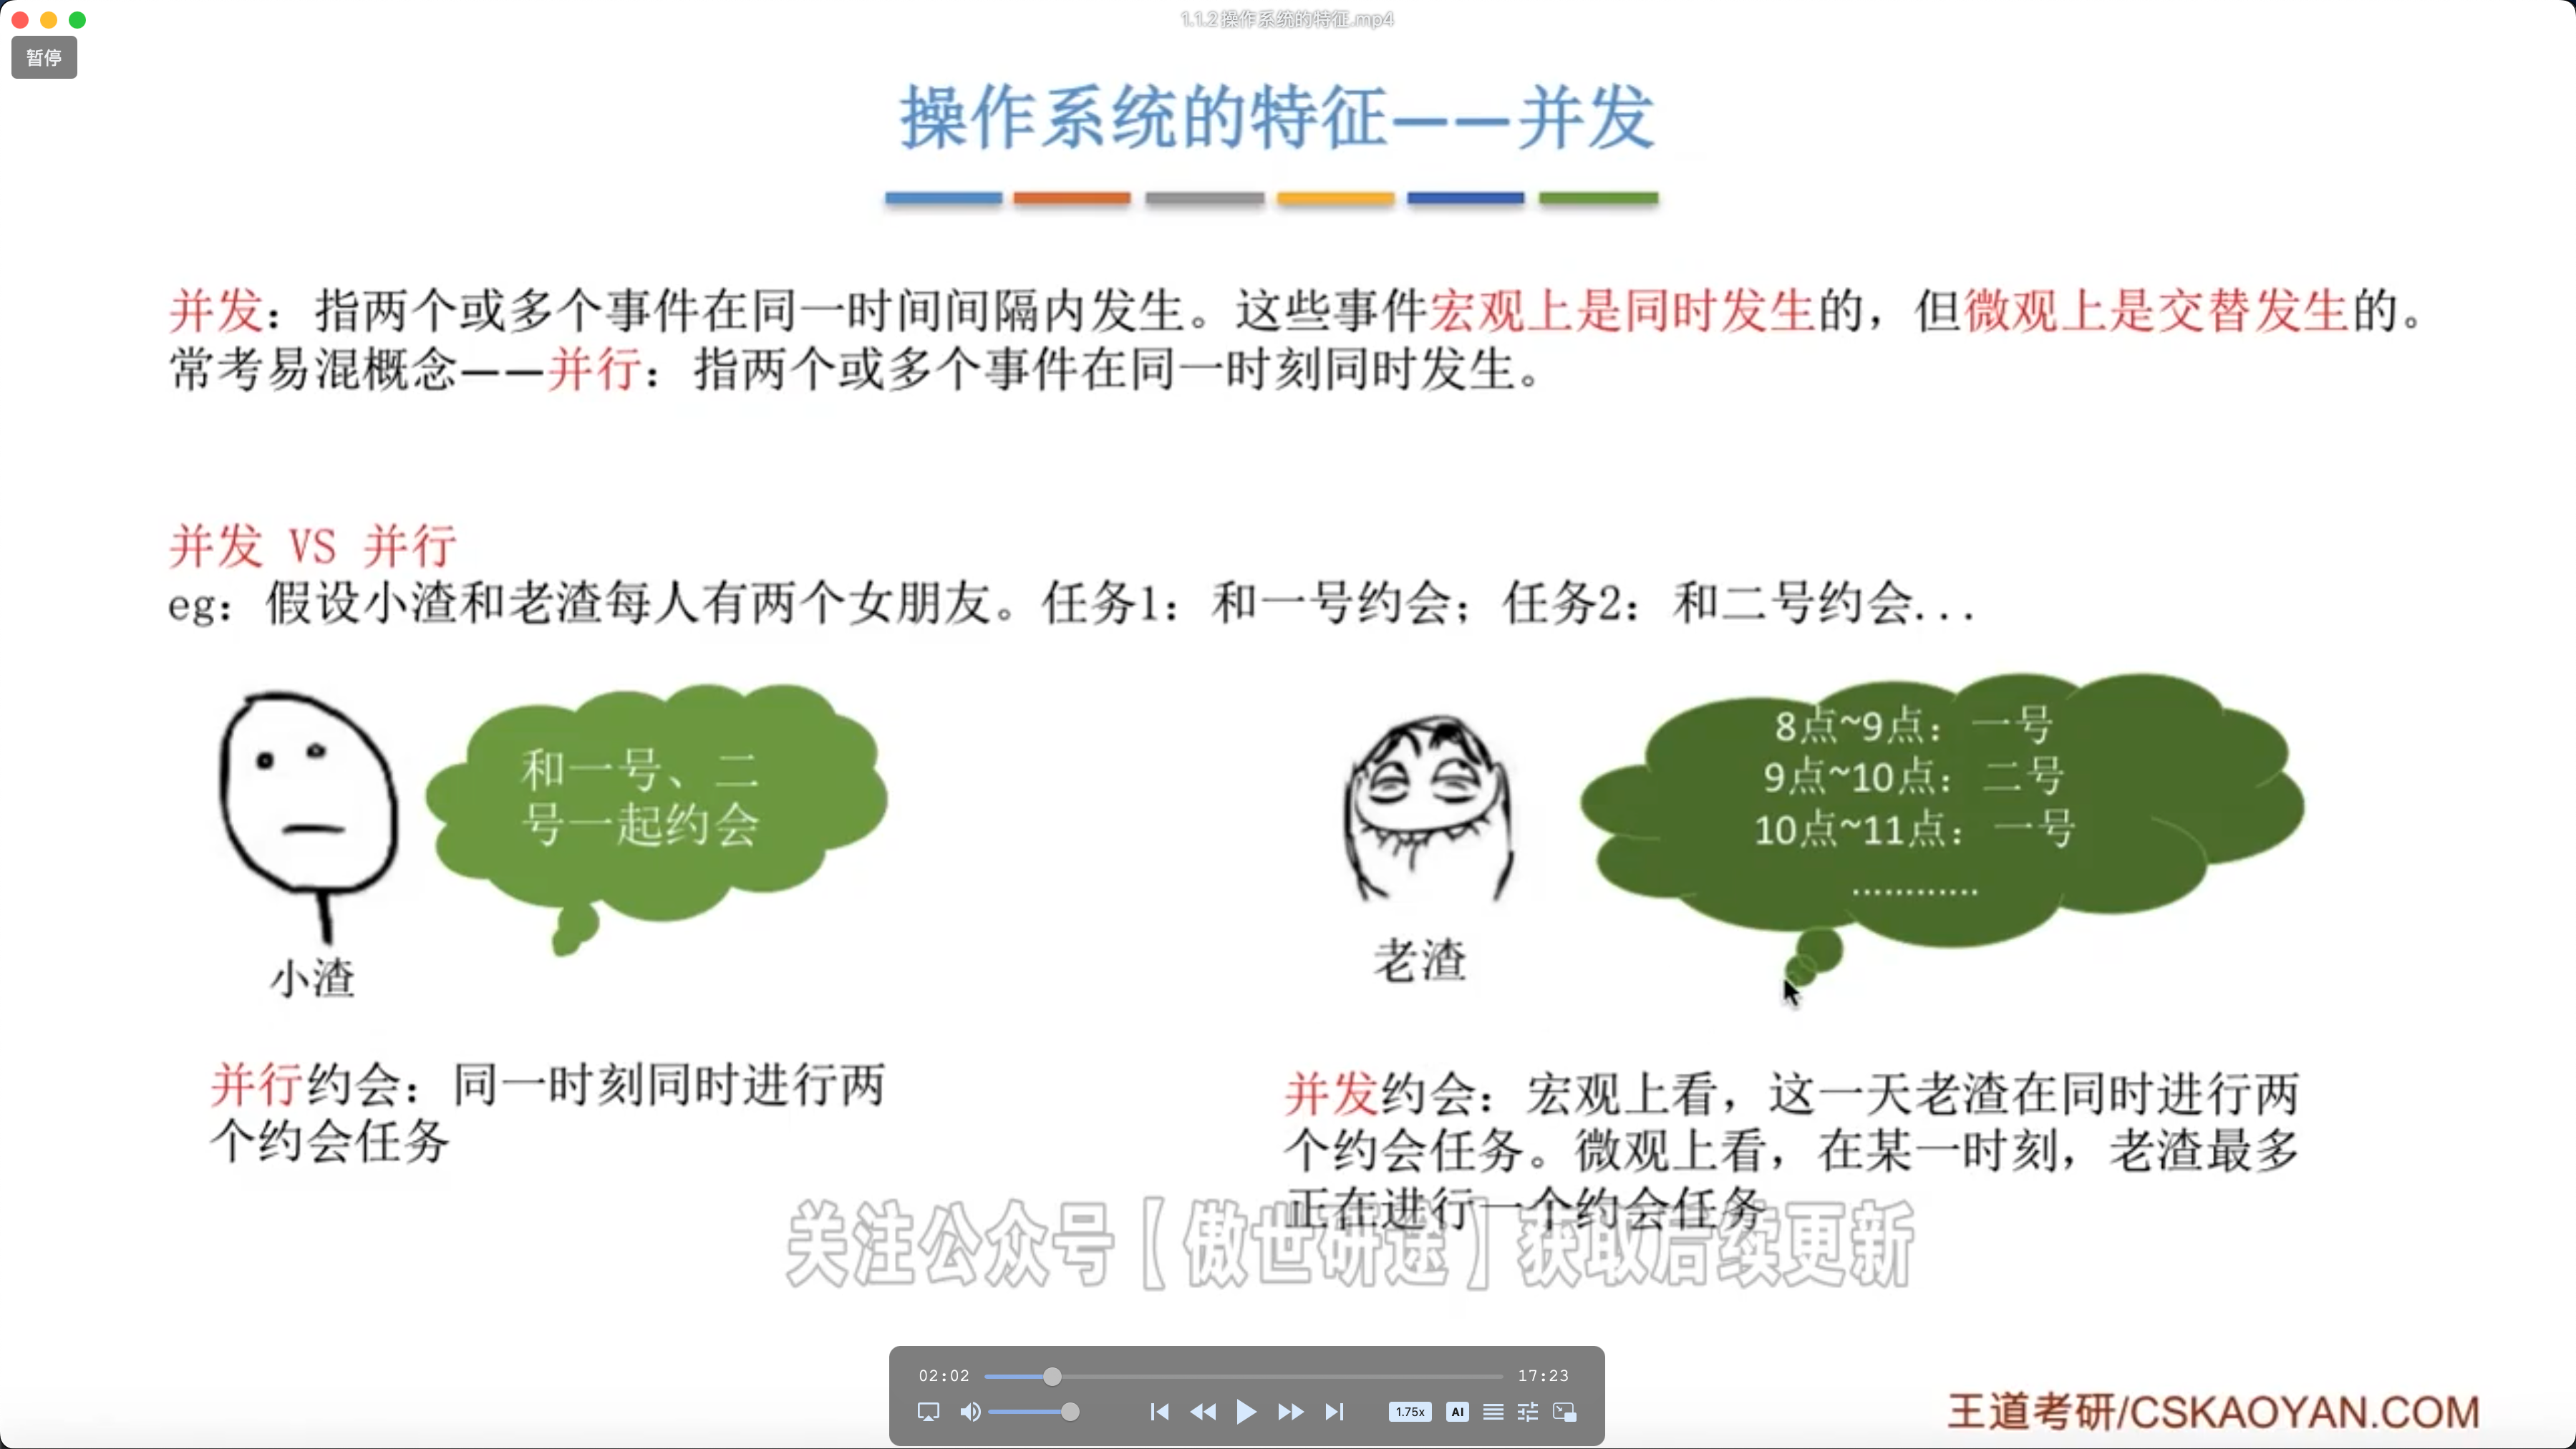 1.1.2操作系统的特征.mp4
暂停
操作系统的特征——并发
并发：指两个或多个事件在同一时间间隔内发生。这些事件宏观上是同时发生的，但微观上是交替发生的。
常考易混概念——并行：指两个或多个事件在同一时刻同时发生。
并发 VS 并行
eg：假设小渣和老渣每人有两个女朋友。任务1：和一号约会；任务2：和二号约会...
和一号、二
号一起约会
小渣
并行约会：同一时刻同时进行两
个约会任务
8点~9点：一号
9点~10点：二号
10点~11点：一号
…………
老渣
并发约会：宏观上看，这一天老渣在同时进行两
个约会任务。微观上看，在某一时刻，老渣最多
正在进行一个约会任务
关注公众号【傲世研途】获取后续更新
02:02
17:23
1.75x
AI
王道考研/CSKAOYAN.COM